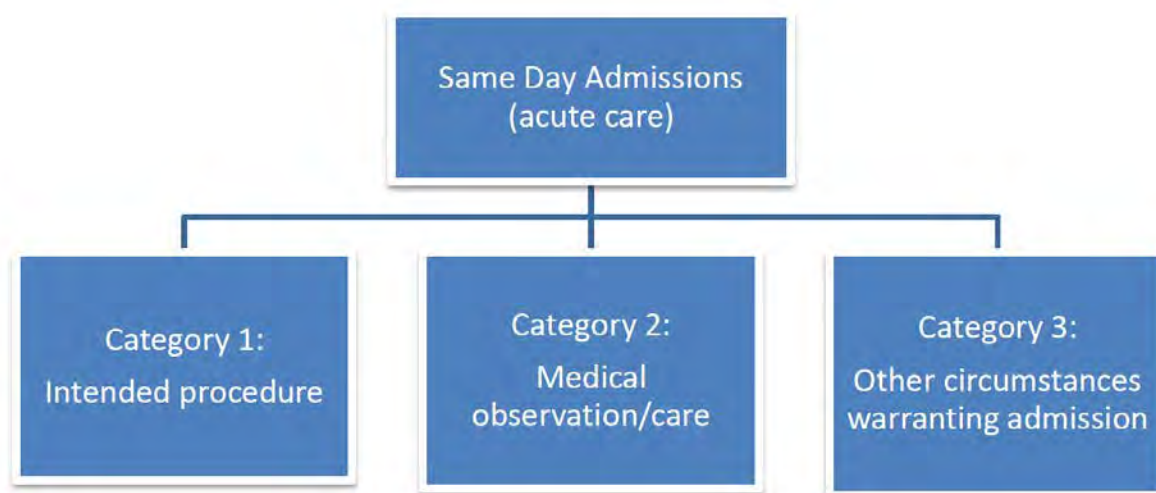 Same Day Admissions
(acute care)
Category 1:
Intended procedure
Category 2:
Medical
observation/care
Category 3:
Other circumstances
warranting admission